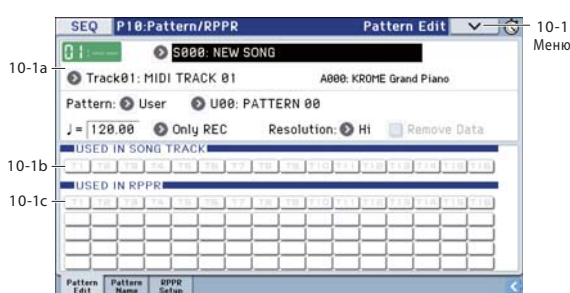 SEQ P10:Pattern/RPPR Pattern Edit 10-1
Меню
01:--- S000: NEW SONG
10-1a
Track01: MIDI TRACK 01 A000: KROME Grand Piano
Pattern: User U00: PATTERN 00
♩= 120.00 Only REC Resolution: Hi Remove Data
USED IN SONG TRACK
10-1b T1 T2 T3 T4 T5 T6 T7 T8 T9 T10 T11 T12 T13 T14 T15 T16
USED IN RPPR
10-1c T1 T2 T3 T4 T5 T6 T7 T8 T9 T10 T11 T12 T13 T14 T15 T16
Pattern Edit Pattern Name RPPR Setup